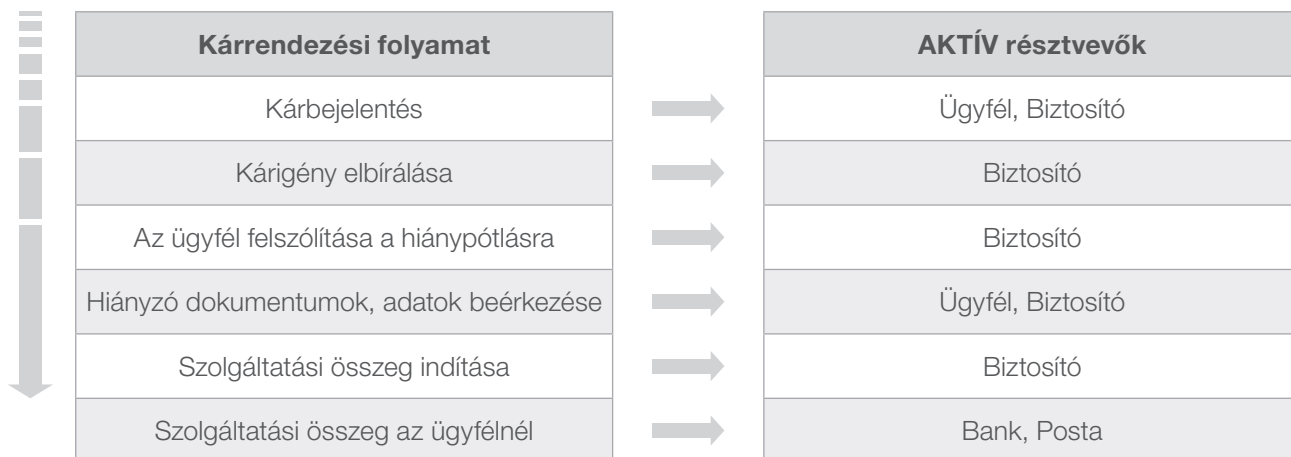 Kárrendezési folyamat
AKTÍV résztvevők
Kárbejelentés
Ügyfél, Biztosító
Kárigény elbírálása
Biztosító
Az ügyfél felszólítása a hiánypótlásra
Biztosító
Hiányzó dokumentumok, adatok beérkezése
Ügyfél, Biztosító
Szolgáltatási összeg indítása
Biztosító
Szolgáltatási összeg az ügyfélnél
Bank, Posta